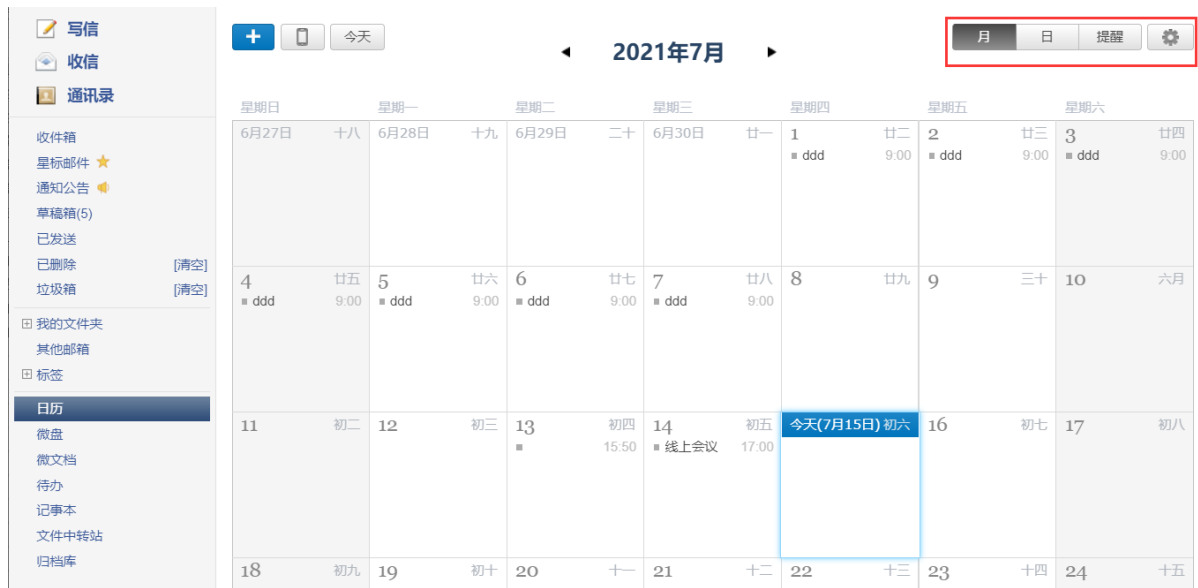 写信
收信
通讯录
收件箱
星标邮件
通知公告
草稿箱(5)
已发送
已删除 [清空]
垃圾箱 [清空]
我的文件夹
其他邮箱
标签
日历
微盘
微文档
待办
记事本
文件中转站
归档库
今天
2021年7月
月 日 提醒
星期日 星期一 星期二 星期三 星期四 星期五 星期六
6月27日 十八 6月28日 十九 6月29日 二十 6月30日 廿一 1 廿二 2 廿三 3 廿四
ddd 9:00 ddd 9:00 ddd 9:00
4 廿五 5 廿六 6 廿七 7 廿八 8 廿九 9 三十 10 六月
ddd 9:00 ddd 9:00 ddd 9:00 ddd 9:00
11 初二 12 初三 13 初四 14 初五 今天(7月15日) 初六 16 初七 17 初八
15:50 线上会议 17:00
18 初九 19 初十 20 十一 21 十二 22 十三 23 十四 24 十五